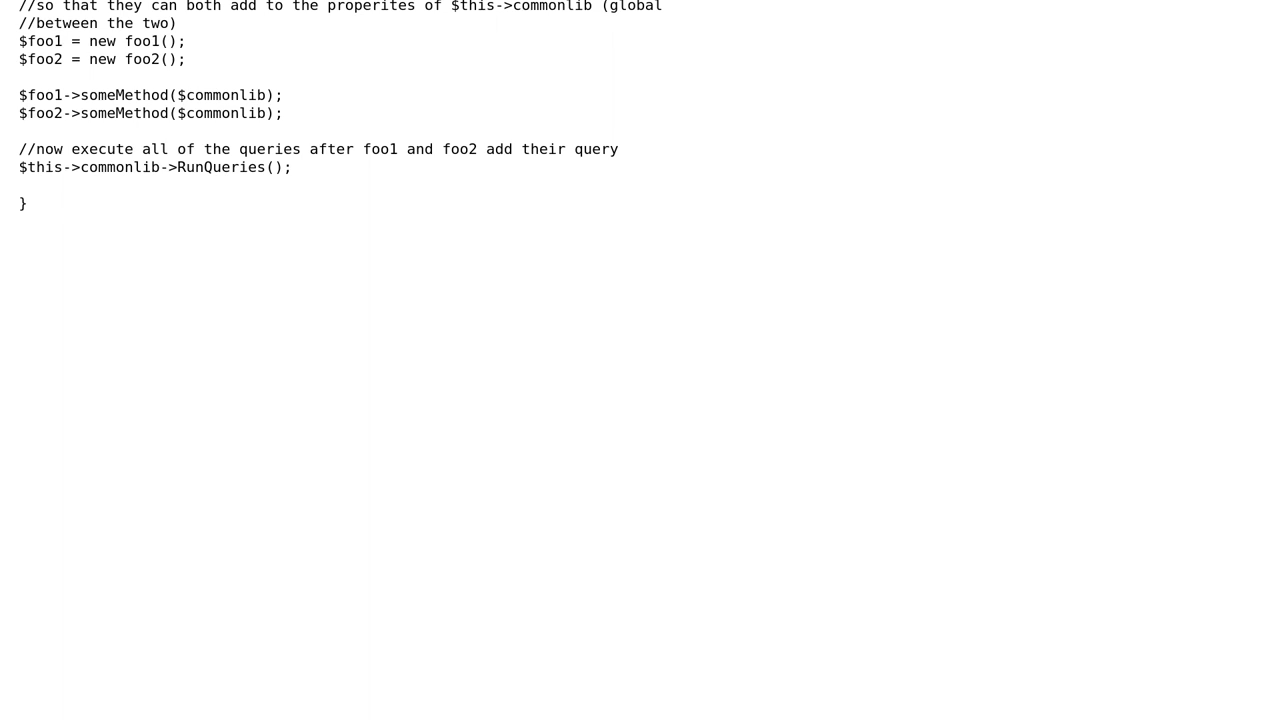 //so that they can both add to the properites of $this->commonlib (global
//between the two)
$foo1 = new foo1();
$foo2 = new foo2();

$foo1->someMethod($commonlib);
$foo2->someMethod($commonlib);

//now execute all of the queries after foo1 and foo2 add their query
$this->commonlib->RunQueries();

}